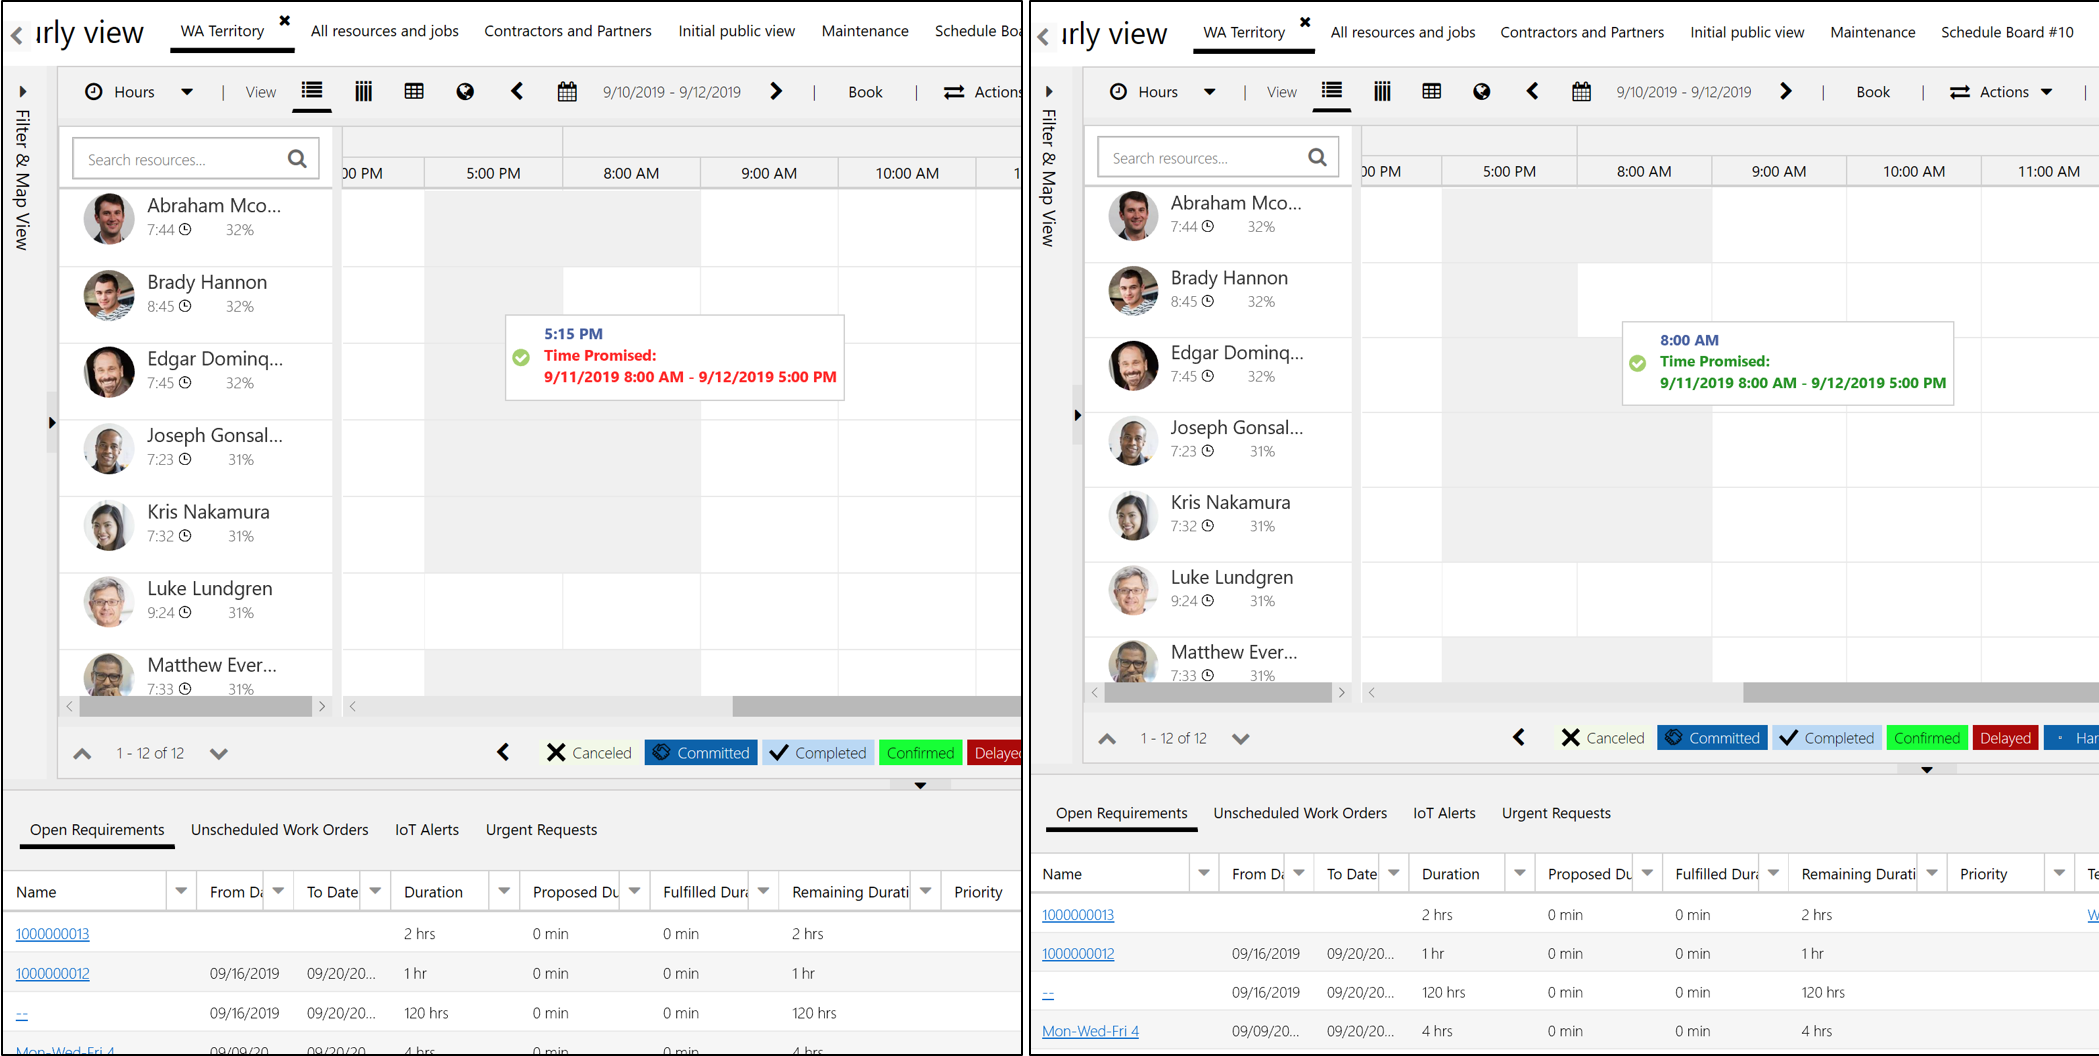 ırly view
WA Territory
All resources and jobs
Contractors and Partners
Initial public view
Maintenance
Schedule Boa
Filter & Map View
Hours
View
9/10/2019 - 9/12/2019
Book
Actions
Search resources...
00 PM
5:00 PM
8:00 AM
9:00 AM
10:00 AM
1
Abraham Mco...
7:44 32%
Brady Hannon
8:45 32%
Edgar Dominq...
7:45 32%
Joseph Gonsal...
7:23 31%
Kris Nakamura
7:32 31%
Luke Lundgren
9:24 31%
Matthew Ever...
7:33 31%
5:15 PM
Time Promised:
9/11/2019 8:00 AM - 9/12/2019 5:00 PM
1 - 12 of 12
Canceled
Committed
Completed
Confirmed
Delayed
Open Requirements
Unscheduled Work Orders
IoT Alerts
Urgent Requests
Name From Da To Date Duration Proposed Du Fulfilled Dura Remaining Durati Priority
1000000013 2 hrs 0 min 0 min 2 hrs
1000000012 09/16/2019 09/20/20... 1 hr 0 min 0 min 1 hr
-- 09/16/2019 09/20/20... 120 hrs 0 min 0 min 120 hrs
Mon-Wed-Fri 4 09/09/20... 09/20/20... 4 hrs 0 min 0 min 4 hrs
ırly view
WA Territory
All resources and jobs
Contractors and Partners
Initial public view
Maintenance
Schedule Board #10
Filter & Map View
Hours
View
9/10/2019 - 9/12/2019
Book
Actions
Search resources...
00 PM
5:00 PM
8:00 AM
9:00 AM
10:00 AM
11:00 AM
Abraham Mco...
7:44 32%
Brady Hannon
8:45 32%
Edgar Dominq...
7:45 32%
Joseph Gonsal...
7:23 31%
Kris Nakamura
7:32 31%
Luke Lundgren
9:24 31%
Matthew Ever...
7:33 31%
8:00 AM
Time Promised:
9/11/2019 8:00 AM - 9/12/2019 5:00 PM
1 - 12 of 12
Canceled
Committed
Completed
Confirmed
Delayed
Har
Open Requirements
Unscheduled Work Orders
IoT Alerts
Urgent Requests
Name From Da To Date Duration Proposed Du Fulfilled Dura Remaining Durati Priority Te
1000000013 2 hrs 0 min 0 min 2 hrs W
1000000012 09/16/2019 09/20/20... 1 hr 0 min 0 min 1 hr
-- 09/16/2019 09/20/20... 120 hrs 0 min 0 min 120 hrs
Mon-Wed-Fri 4 09/09/20... 09/20/20... 4 hrs 0 min 0 min 4 hrs